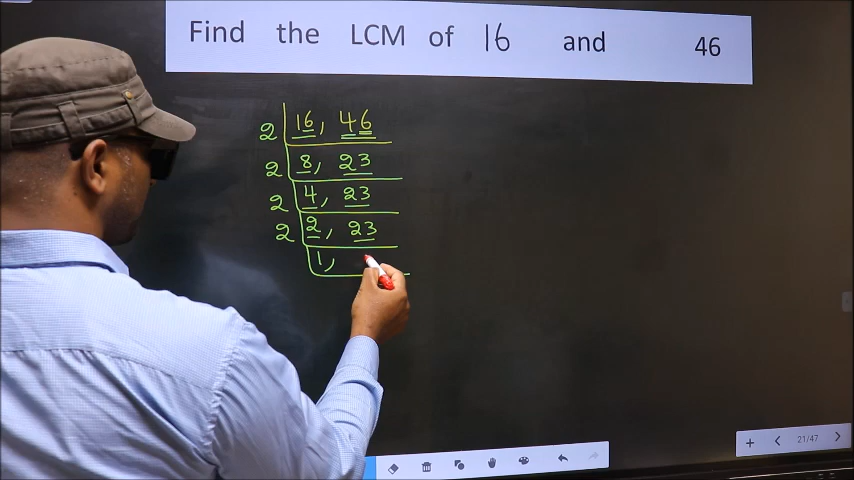 Find the LCM of 16 and 46
2 16, 46
2 8, 23
2 4, 23
2 2, 23
1,
21/47